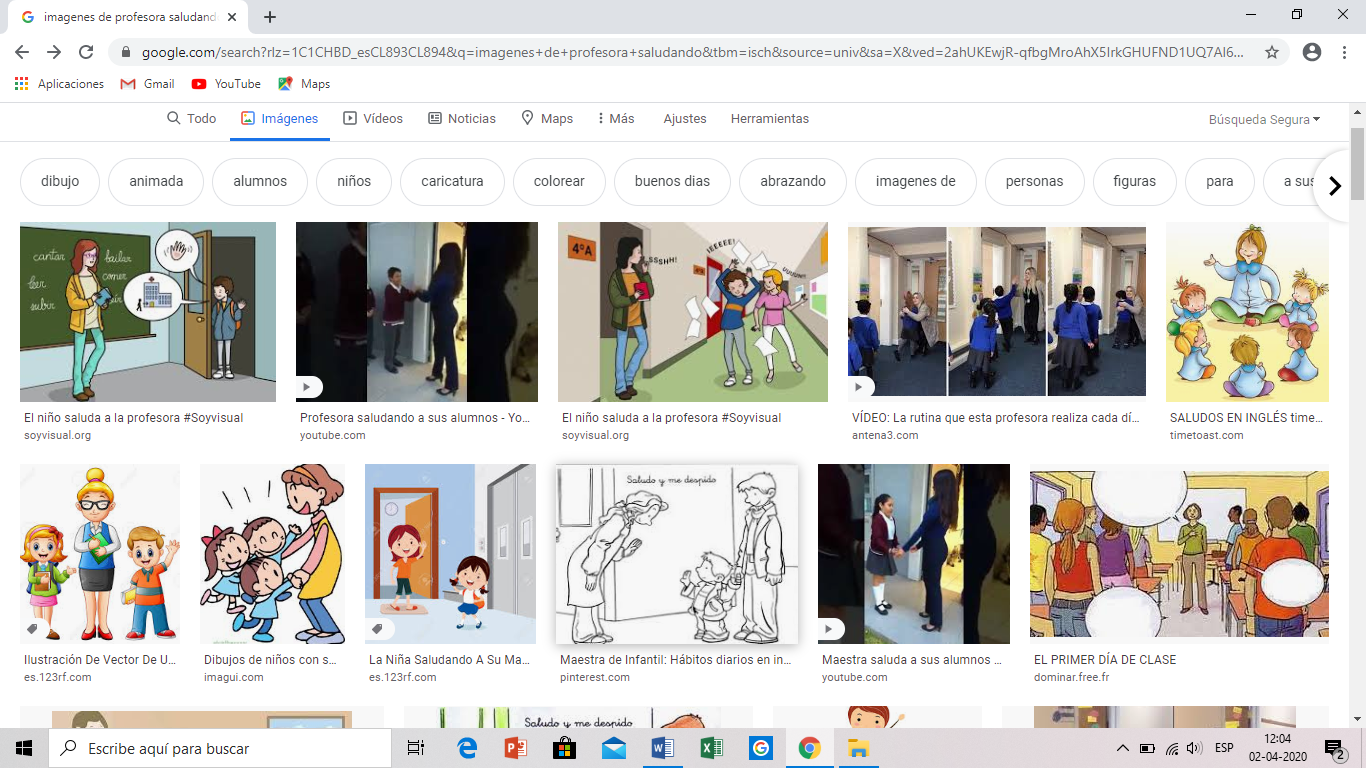 imagenes de profesora saludand
google.com/search?rlz=1C1CHBD_esCL893CL894&q=imagenes+de+profesora+saludando&tbm=isch&source=univ&sa=X&ved=2ahUKEwjR-qfbgMroAhX5IrkGHUFND1UQ7Al6...
Aplicaciones Gmail YouTube Maps
Todo Imágenes Vídeos Noticias Maps Más Ajustes Herramientas Búsqueda Segura
dibujo animada alumnos niños caricatura colorear buenos dias abrazando imagenes de personas figuras para a sus
cantar bailar
leer comer
subir
4ºA
SSSHH!
IEEEEE!
UUUUH!
El niño saluda a la profesora #Soyvisual
soyvisual.org
Profesora saludando a sus alumnos - Yo...
youtube.com
El niño saluda a la profesora #Soyvisual
soyvisual.org
VÍDEO: La rutina que esta profesora realiza cada dí...
antena3.com
SALUDOS EN INGLÉS time...
timetoast.com
Saludo y me despido
Ilustración De Vector De U...
es.123rf.com
Dibujos de niños con s...
imagui.com
La Niña Saludando A Su Ma...
es.123rf.com
Maestra de Infantil: Hábitos diarios en in...
pinterest.com
Maestra saluda a sus alumnos ...
youtube.com
EL PRIMER DÍA DE CLASE
dominar.free.fr
Saludo y me despido
Escribe aquí para buscar
ESP
12:04
02-04-2020
2